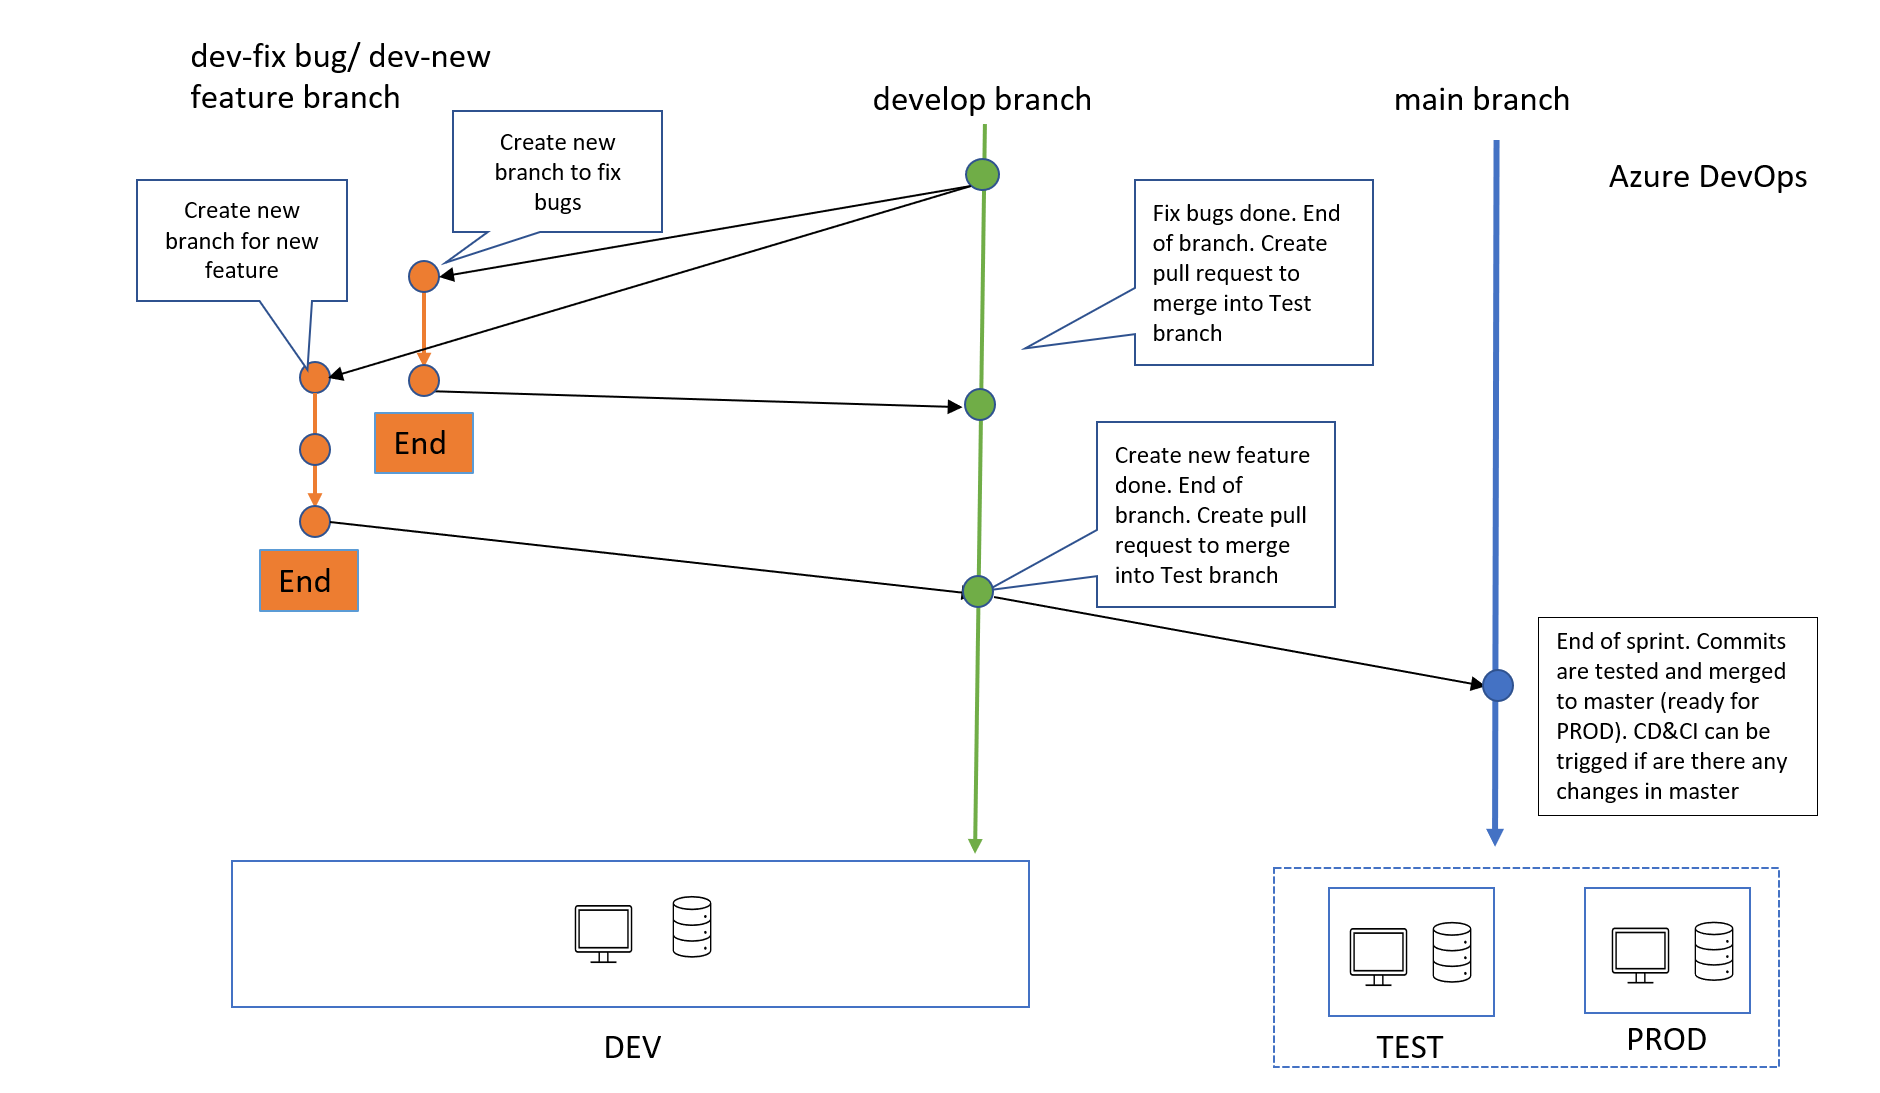 dev-fix bug/ dev-new
feature branch
develop branch
main branch
Azure DevOps
Create new
branch to fix
bugs
Create new
branch for new
feature
Fix bugs done. End
of branch. Create
pull request to
merge into Test
branch
End
Create new feature
done. End of
branch. Create pull
request to merge
into Test branch
End
End of sprint. Commits
are tested and merged
to master (ready for
PROD). CD&CI can be
trigged if are there any
changes in master
DEV
TEST
PROD